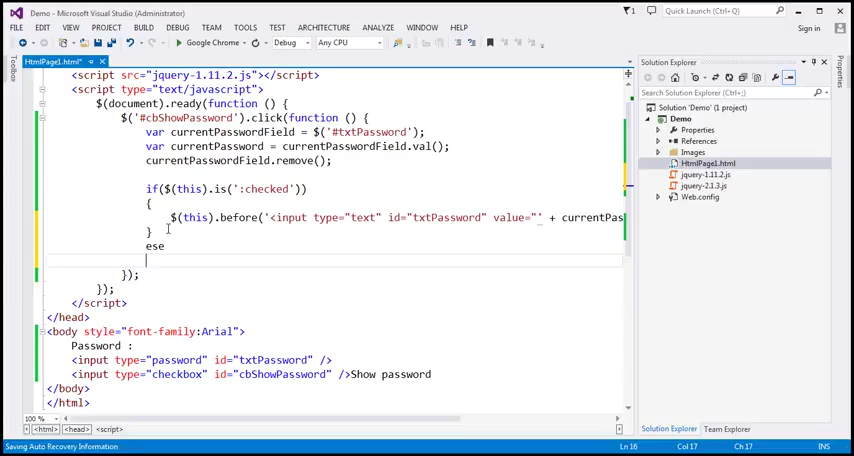 Demo - Microsoft Visual Studio (Administrator)
1
Quick Launch (Ctrl+Q)
FILE EDIT VIEW PROJECT BUILD DEBUG TEAM TOOLS TEST ARCHITECTURE ANALYZE WINDOW HELP
Sign in
Google Chrome Debug Any CPU
HtmlPage1.html*
Toolbox
<script src="jquery-1.11.2.js"></script>
<script type="text/javascript">
$(document).ready(function () {
$('#cbShowPassword').click(function () {
var currentPasswordField = $('#txtPassword');
var currentPassword = currentPasswordField.val();
currentPasswordField.remove();
if($(this).is(':checked'))
{
$(this).before('<input type="text" id="txtPassword" value="' + currentPas
}
ese
});
});
</script>
</head>
<body style="font-family:Arial">
Password :
<input type="password" id="txtPassword" />
<input type="checkbox" id="cbShowPassword" />Show password
</body>
</html>
100 %
<html> <head> <script>
Solution Explorer
Search Solution Explorer (Ctrl+;)
Solution 'Demo' (1 project)
Demo
Properties
References
Images
HtmlPage1.html
jquery-1.11.2.js
jquery-2.1.3.js
Web.config
Solution Explorer Team Explorer
Properties
Saving Auto Recovery Information
Ln 16 Col 17 Ch 17 INS